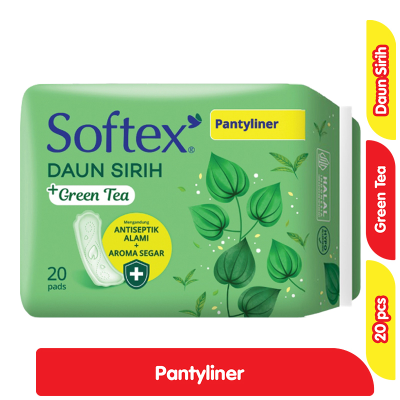 Softex®
Pantyliner
DAUN SIRIH
+Green Tea
Mengandung
ANTISEPTIK
ALAMI
+
AROMA SEGAR
20
pads
HALAL
Daun Sirih
Green Tea
20 pcs
Pantyliner